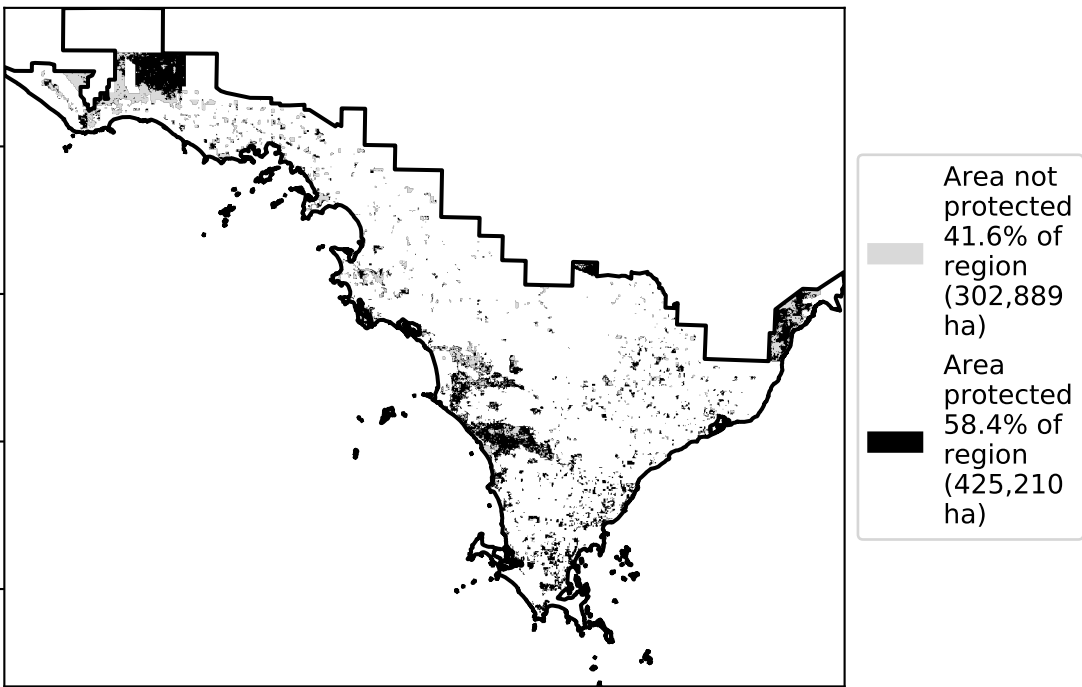 Area not
protected
41.6% of
region
(302,889
ha)
Area
protected
58.4% of
region
(425,210
ha)